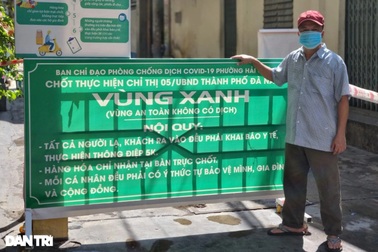 BAN CHỈ ĐẠO PHÒNG CHỐNG DỊCH COVID-19 PHƯỜNG HẢI
CHỐT THỰC HIỆN CHỈ THỊ 05/UBND THÀNH PHỐ ĐÀ N
VÙNG XANH
(VÙNG AN TOÀN KHÔNG CÓ DỊCH)
NỘI QUY
- TẤT CẢ NGƯỜI LẠ, KHÁCH RA VÀO ĐỀU PHẢI KHAI BÁO Y TẾ,
THỰC HIỆN THÔNG ĐIỆP 5K.
- HÀNG HÓA CHỈ NHẬN TẠI BÀN TRỰC CHỐT.
- MỖI CÁ NHÂN ĐỀU PHẢI CÓ Ý THỨC TỰ BẢO VỆ MÌNH, GIA ĐÌN
VÀ CỘNG ĐỒNG.
DÂN TRÍ